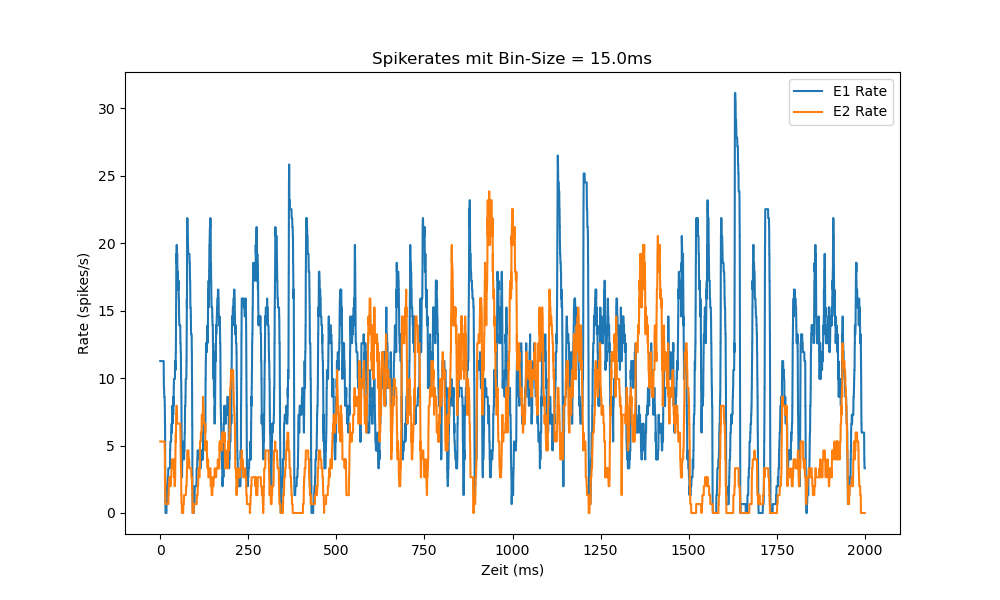 Spikerates mit Bin-Size = 15.0ms
E1 Rate
E2 Rate
Rate (spikes/s)
30
25
20
15
10
5
0
0 250 500 750 1000 1250 1500 1750 2000
Zeit (ms)